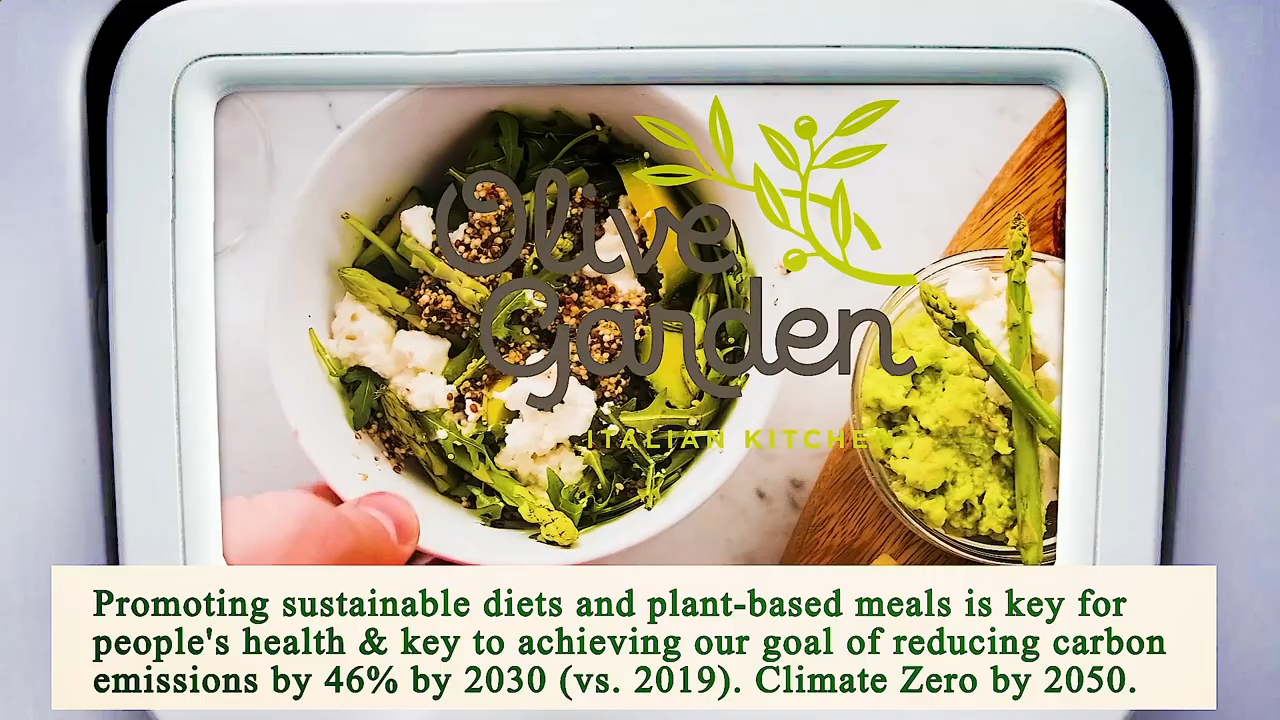 Olive
Garden
ITALIAN KITCHEN
Promoting sustainable diets and plant-based meals is key for
people's health & key to achieving our goal of reducing carbon
emissions by 46% by 2030 (vs. 2019). Climate Zero by 2050.